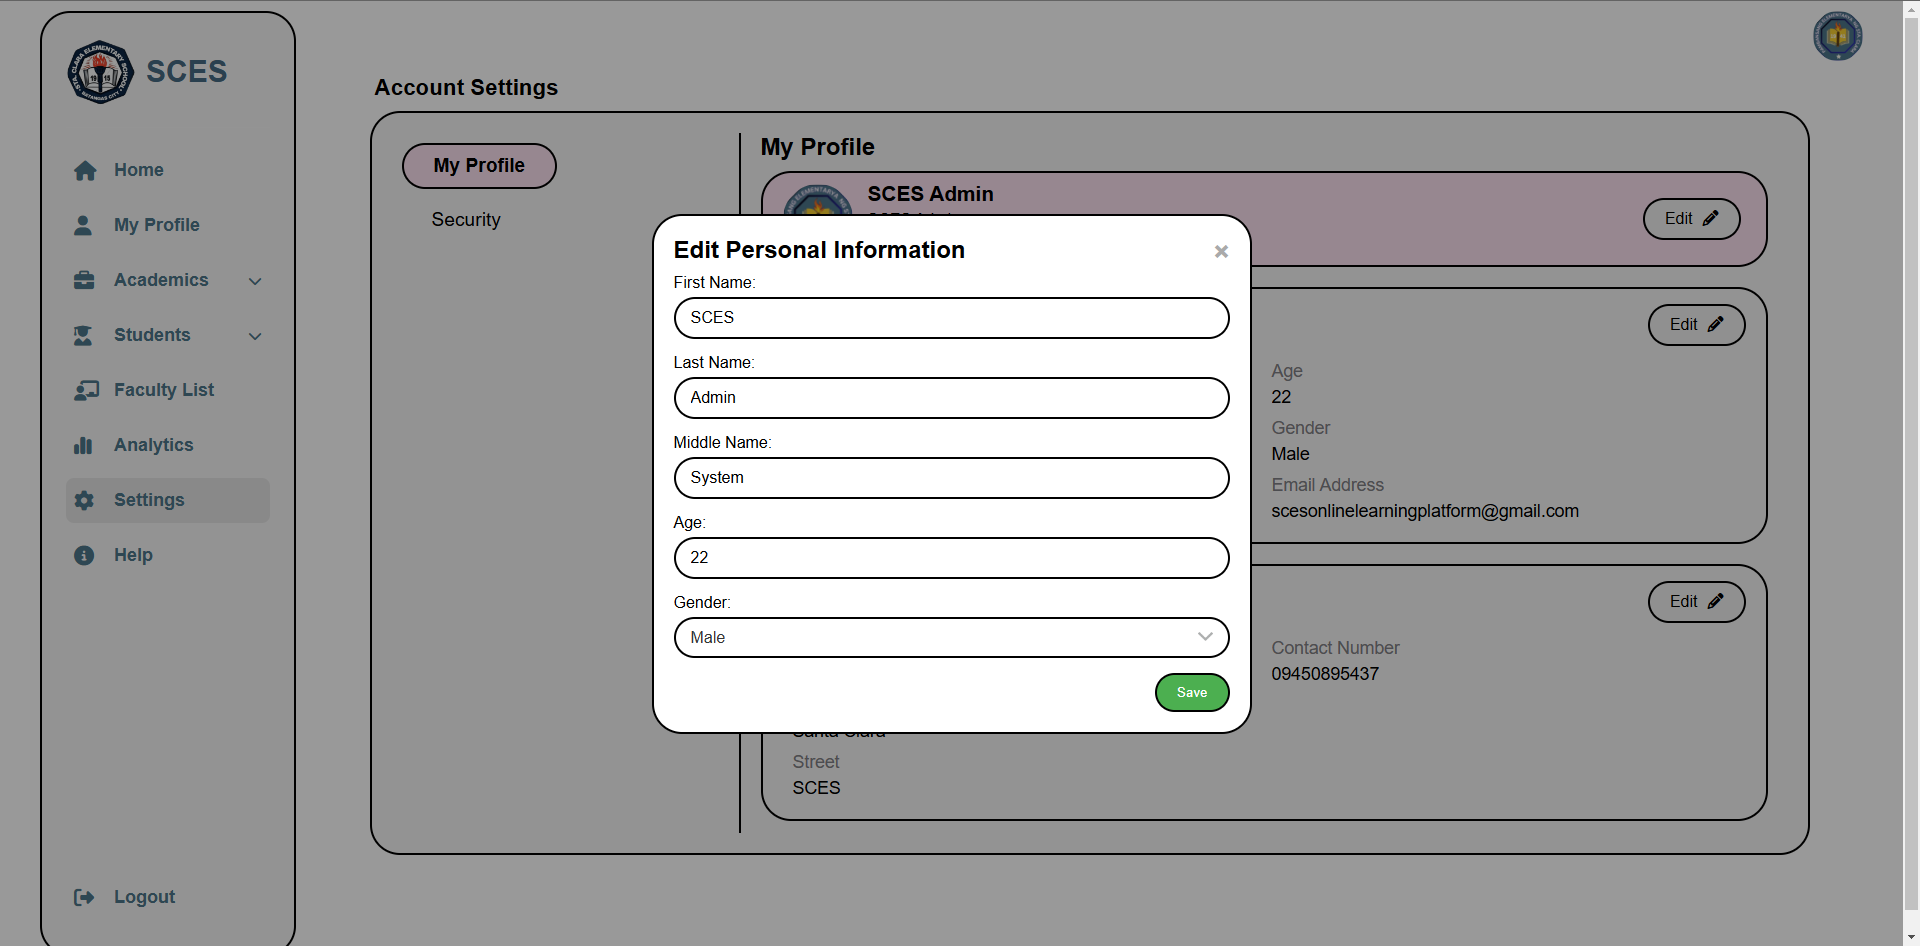 SCES
Home
My Profile
Academics
Students
Faculty List
Analytics
Settings
Help
Logout
Account Settings
My Profile
Security
My Profile
SCES Admin
Edit
Edit
Age
22
Gender
Male
Email Address
scesonlinelearningplatform@gmail.com
Edit
Contact Number
09450895437
Street
SCES
Edit Personal Information
First Name:
SCES
Last Name:
Admin
Middle Name:
System
Age:
22
Gender:
Male
Save